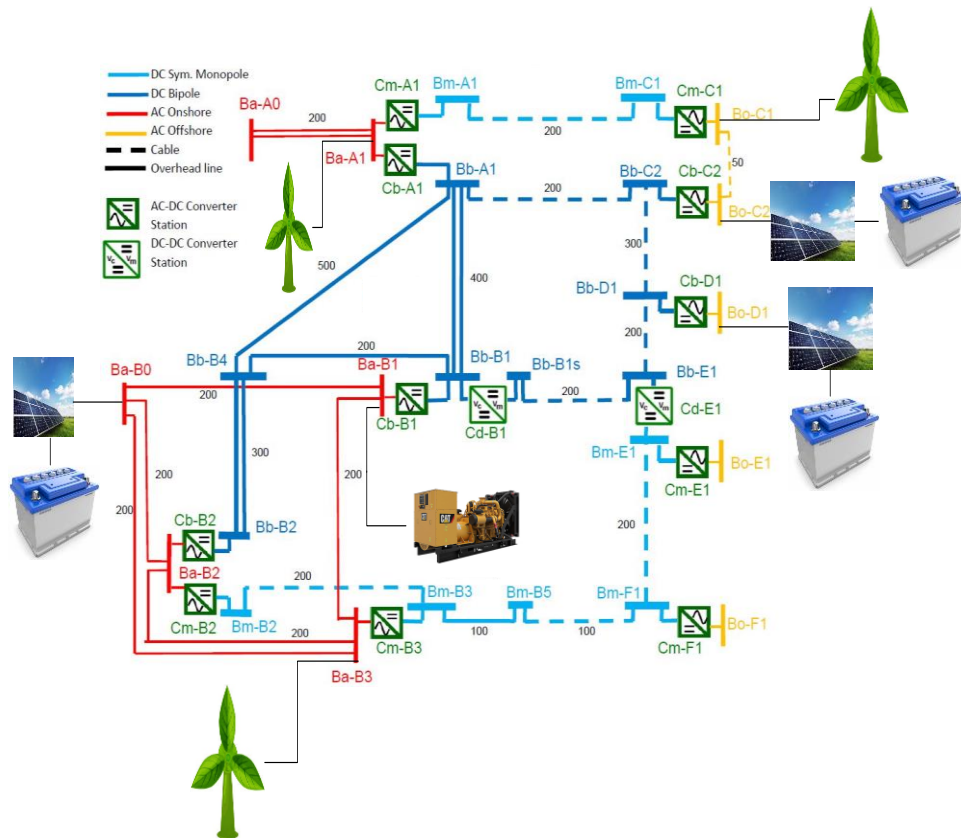 DC Sym. Monopole
DC Bipole
AC Onshore
AC Offshore
Cable
Overhead line
AC-DC Converter
Station
DC-DC Converter
Station
Ba-A0
200
Ba-A1
Cm-A1
Bm-A1
Bm-C1
Cm-C1
Bo-C1
200
50
Cb-A1
Bb-A1
Bb-C2
Cb-C2
200
Bo-C2
500
400
300
Cb-D1
Bb-D1
Bo-D1
200
200
Ba-B0
Bb-B4
Ba-B1
Bb-B1
Bb-B1s
Bb-E1
200
200
Cb-B1
Cd-B1
Cd-E1
Bm-E1
Bo-E1
Cm-E1
200
200
300
200
CAT
200
Cb-B2
Bb-B2
Ba-B2
200
Cm-B2
Bm-B2
Bm-B3
Bm-B5
Bm-F1
Bo-F1
200
100
100
Cm-B3
Cm-F1
Ba-B3